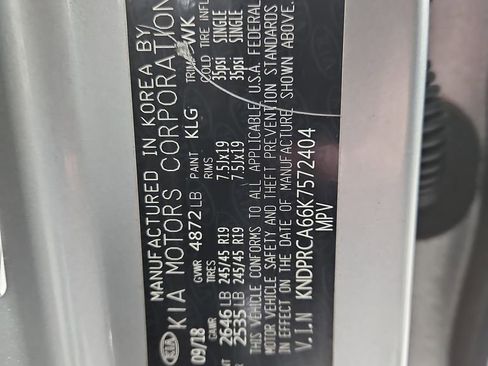 KIA
MANUFACTURED IN KOREA BY
KIA MOTORS CORPORATION
09/18 GVWR 4872LB PAINT KLG TRIM WK
GAWR TIRES RIMS COLD TIRE INFL
2646LB 245/45 R19 7.5Jx19 35psi SINGLE
2535LB 245/45 R19 7.5Jx19 35psi SINGLE
THIS VEHICLE CONFORMS TO ALL APPLICABLE U.S.A. FEDERAL
MOTOR VEHICLE SAFETY AND THEFT PREVENTION STANDARDS
IN EFFECT ON THE DATE OF MANUFACTURE SHOWN ABOVE.
V.I.N KNDPRCA66K7572404
MPV